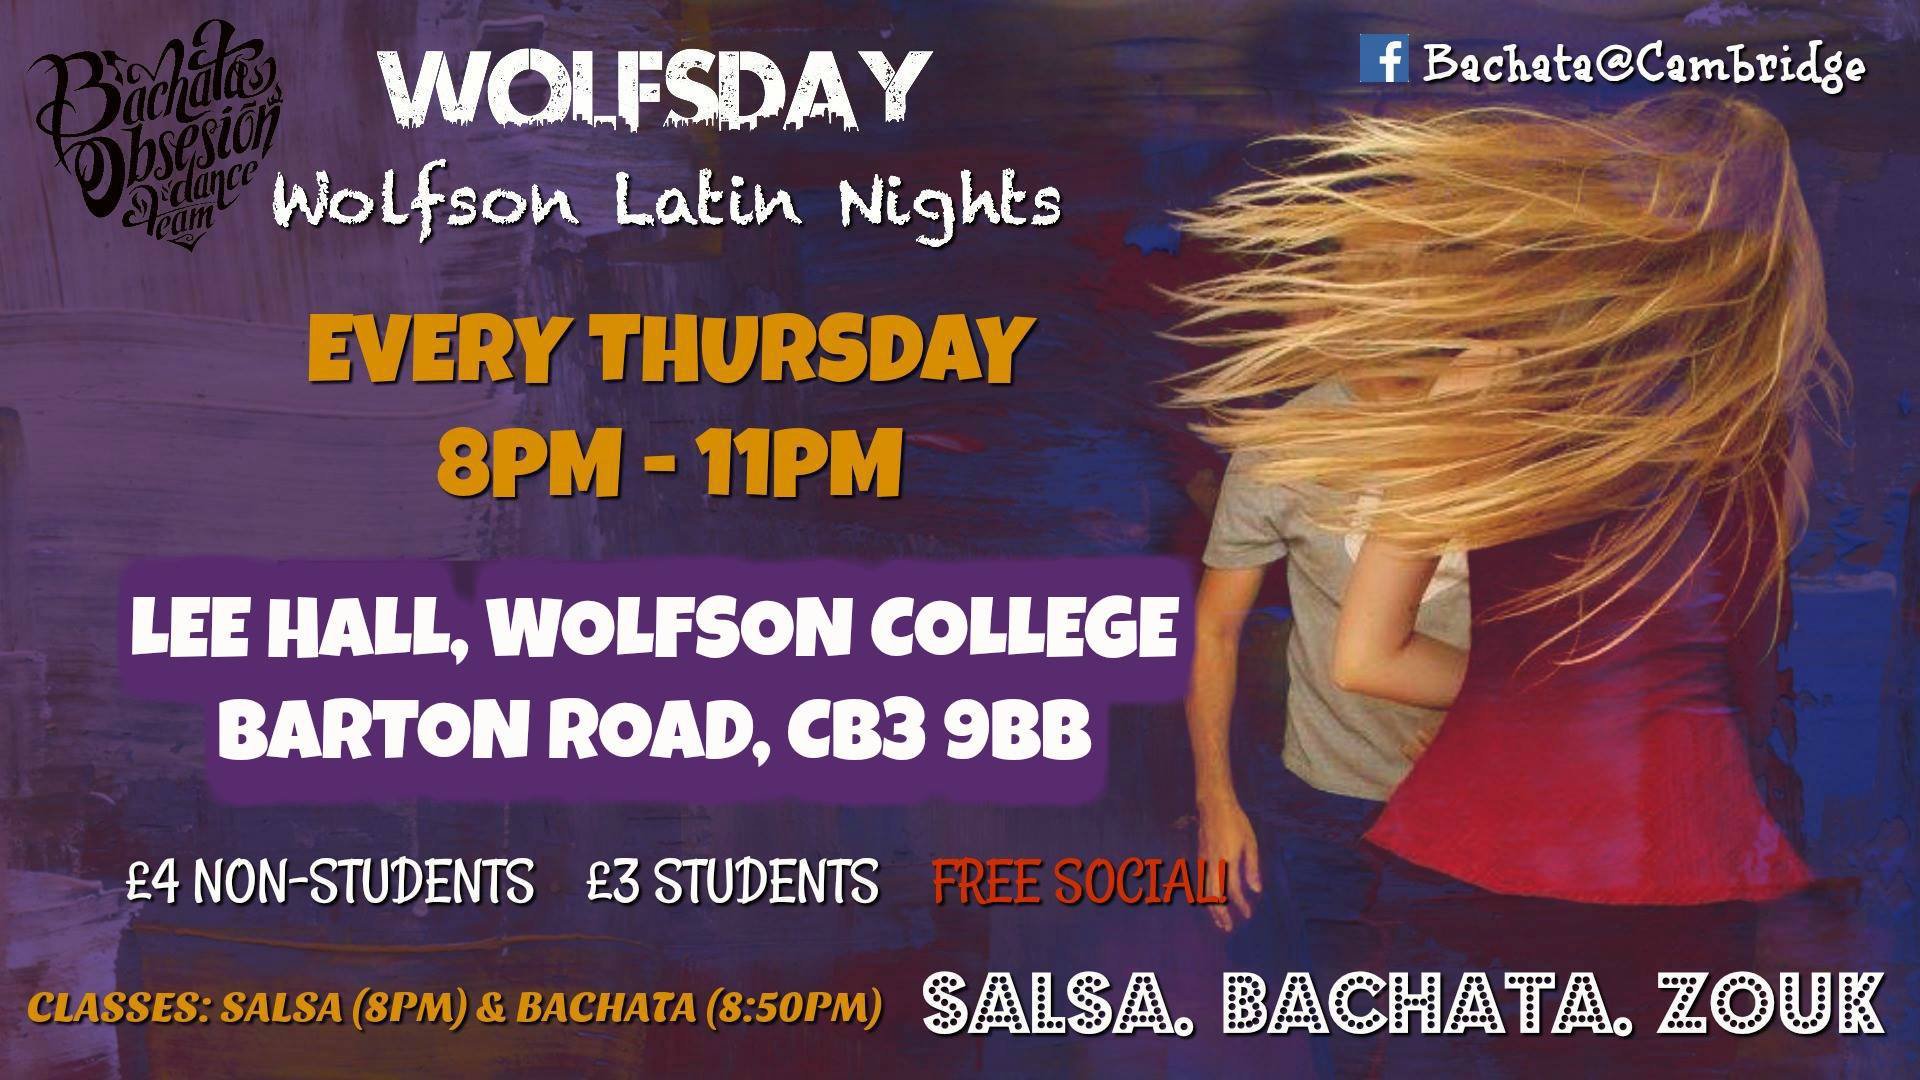 Bachata
Obsesión
dance
team
WOLFSDAY
Wolfson Latin Nights
f Bachata@Cambridge
EVERY THURSDAY
8PM - 11PM
LEE HALL, WOLFSON COLLEGE
BARTON ROAD, CB3 9BB
£4 NON-STUDENTS £3 STUDENTS FREE SOCIAL!
CLASSES: SALSA (8PM) & BACHATA (8:50PM)
SALSA. BACHATA. ZOUK